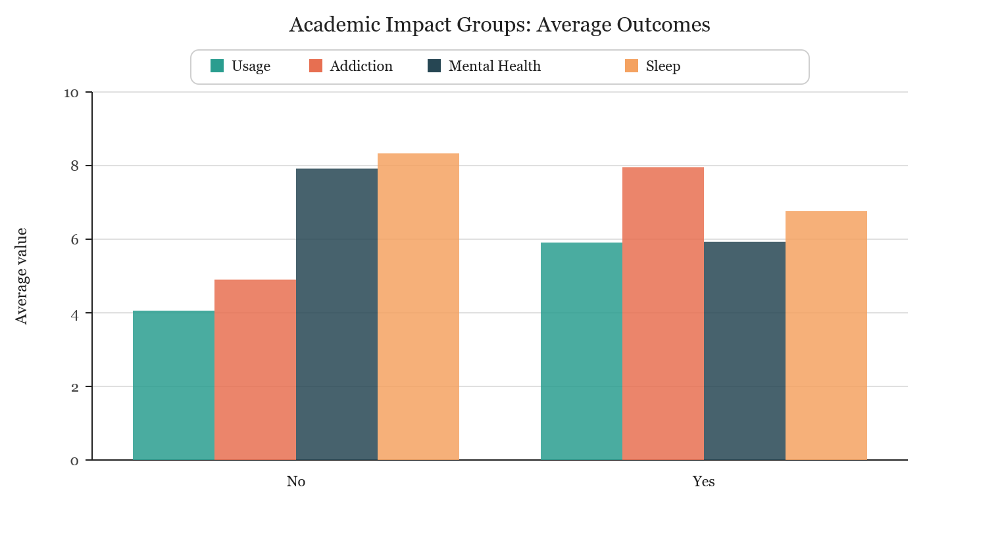 Academic Impact Groups: Average Outcomes
Usage Addiction Mental Health Sleep
10
8
6
4
2
0
Average value
No Yes